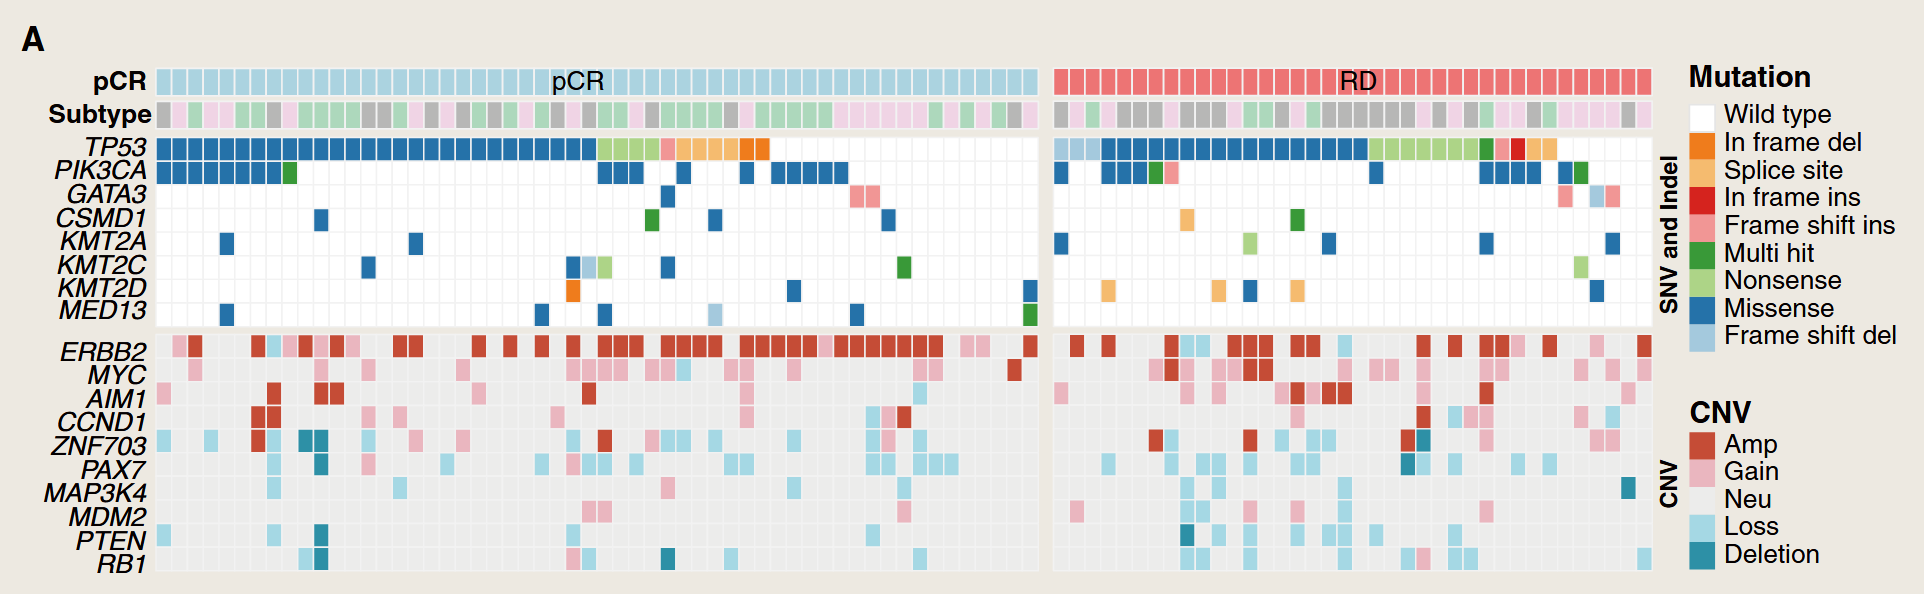 A
pCR
pCR
RD
Subtype
TP53
PIK3CA
GATA3
CSMD1
KMT2A
KMT2C
KMT2D
MED13
SNV and Indel
ERBB2
MYC
AIM1
CCND1
ZNF703
PAX7
MAP3K4
MDM2
PTEN
RB1
CNV
Mutation
Wild type
In frame del
Splice site
In frame ins
Frame shift ins
Multi hit
Nonsense
Missense
Frame shift del
CNV
Amp
Gain
Neu
Loss
Deletion